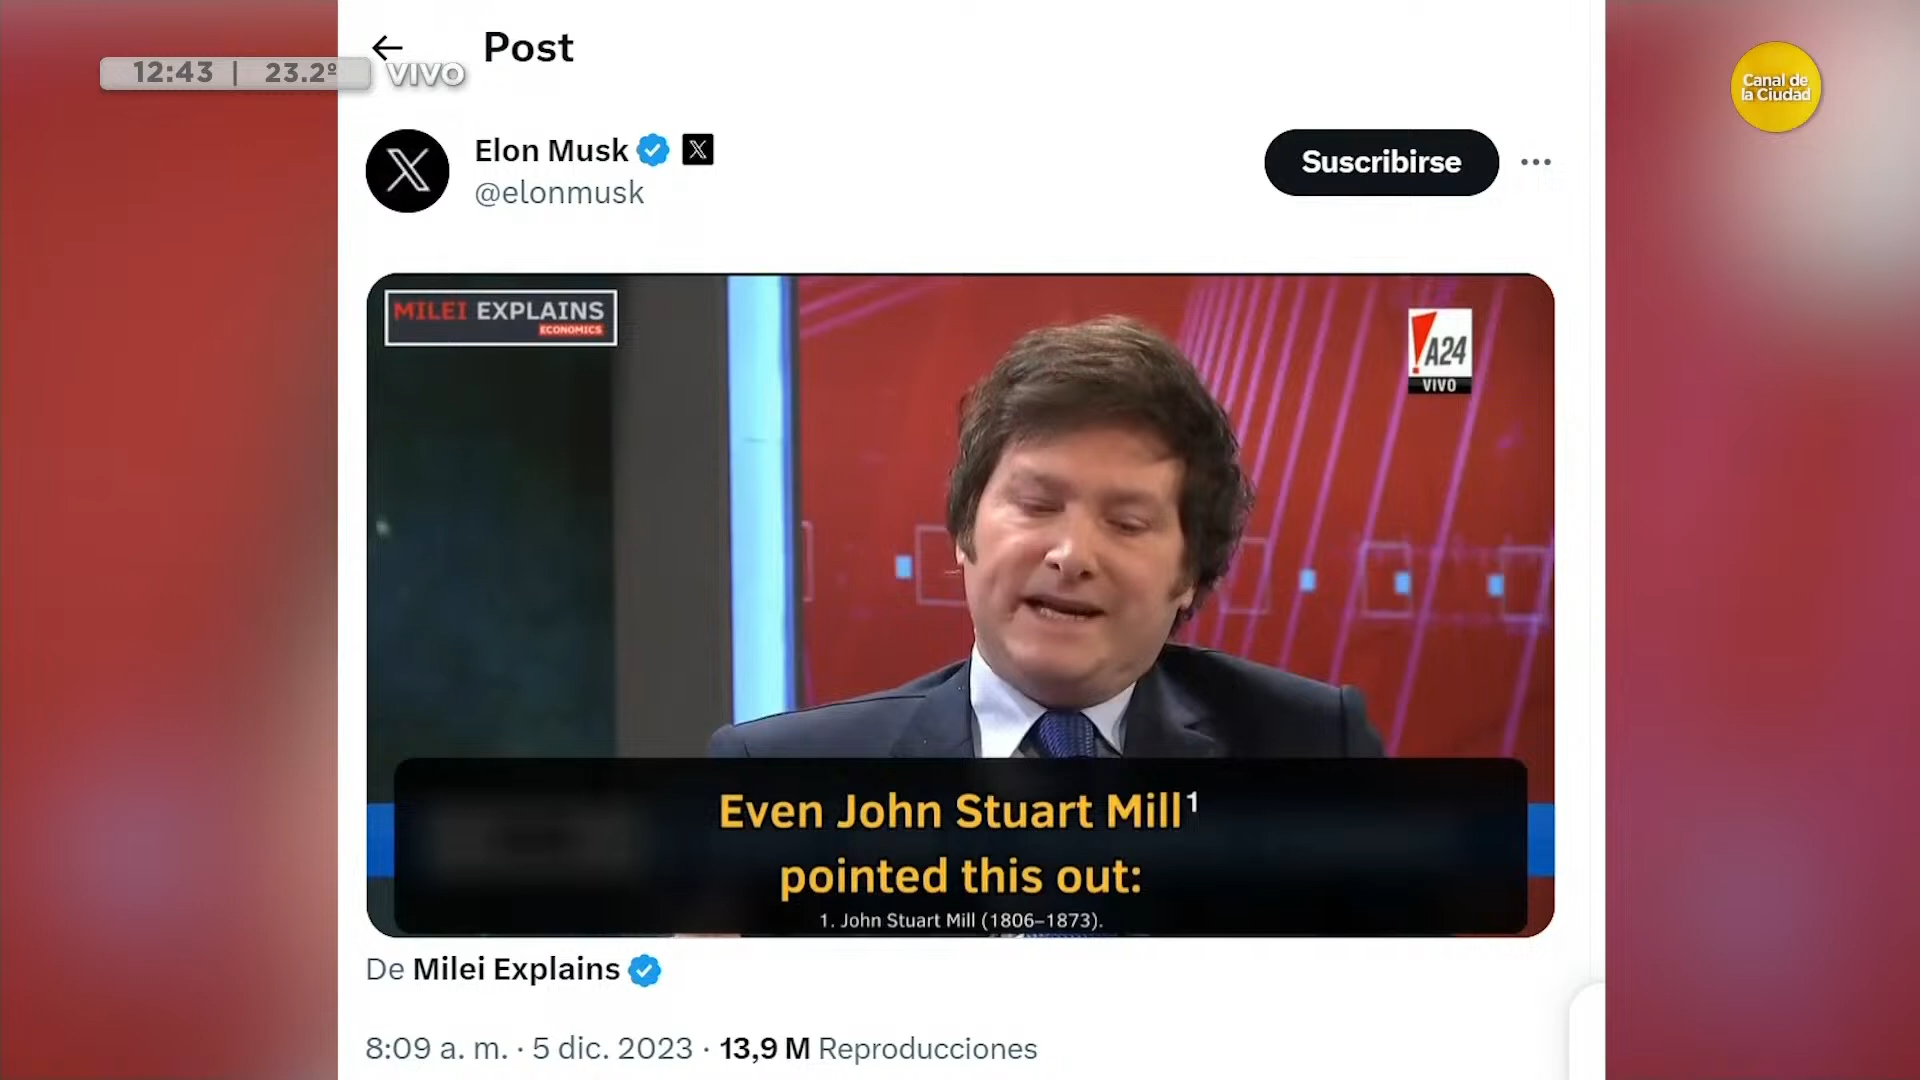 12:43 | 23.2º VIVO
Canal de
la Ciudad
Post
Elon Musk
@elonmusk
Suscribirse
MILEI EXPLAINS
ECONOMICS
A24
VIVO
Even John Stuart Mill¹
pointed this out:
1. John Stuart Mill (1806–1873).
De Milei Explains
8:09 a. m. · 5 dic. 2023 · 13,9 M Reproducciones